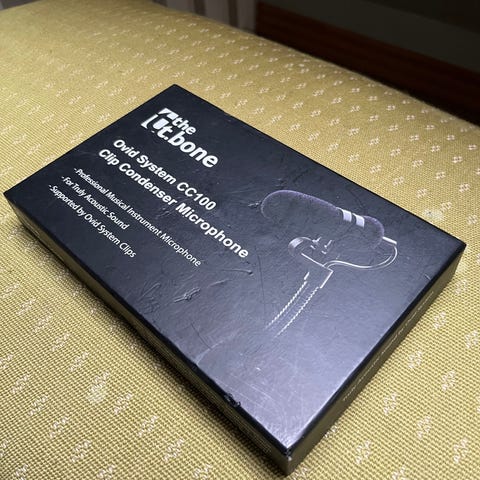 the
t.bone
Ovid System CC100
Clip Condenser Microphone
-Professional Musical Instrument Microphone
-For Truly Acoustic Sound
-Supported by Ovid System Clips